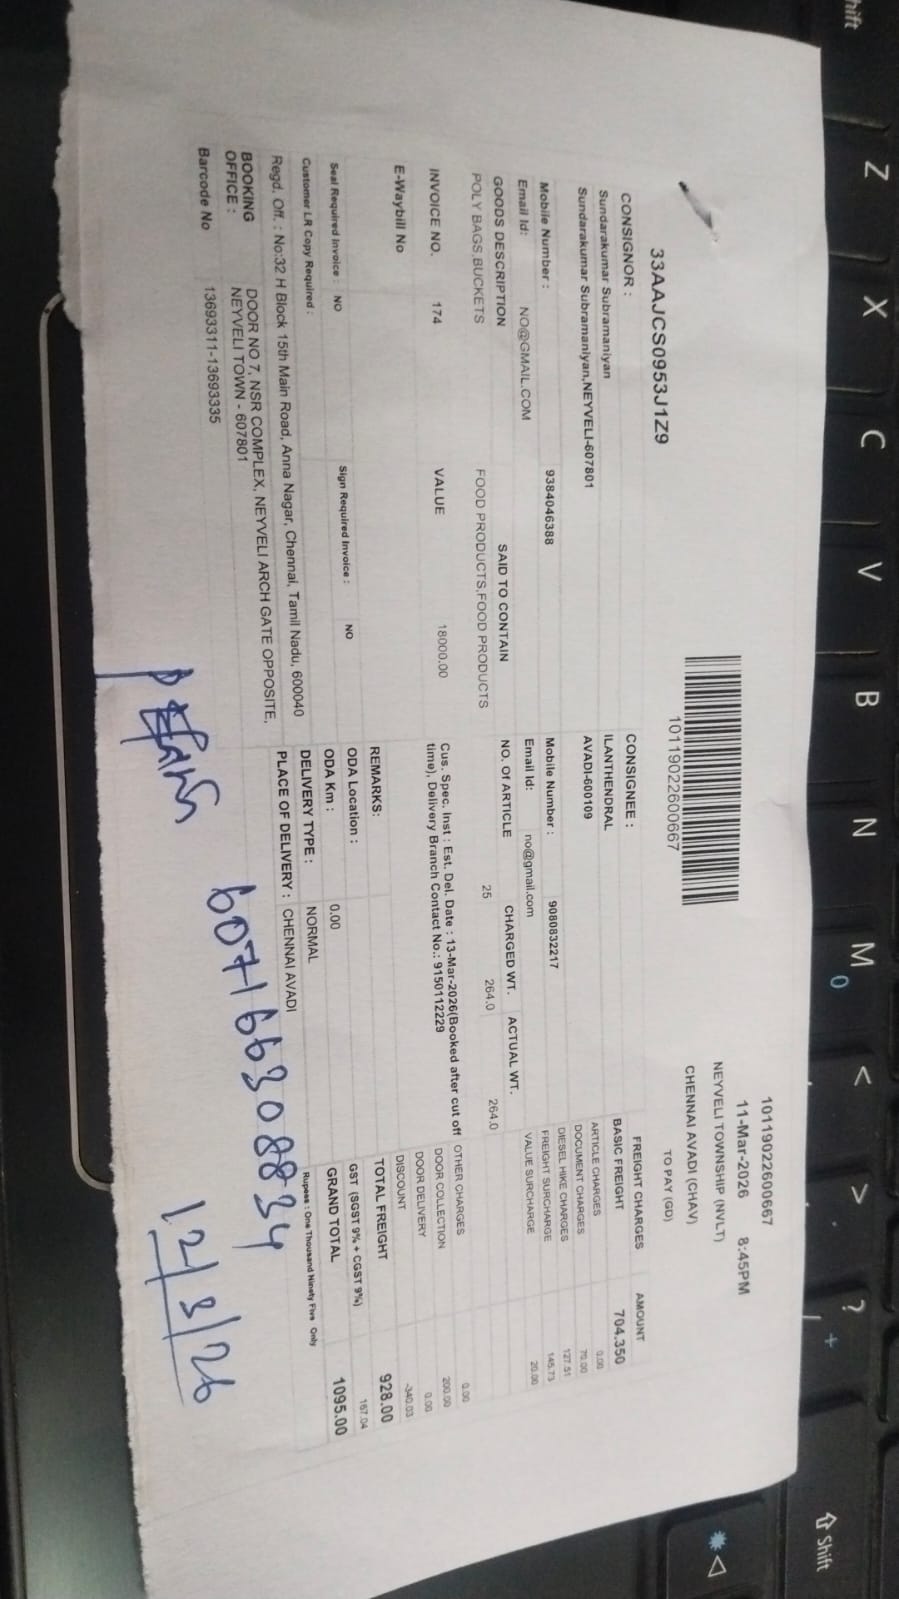 33AAJCS0953J1Z9
1011902260​0667
10119022600667
11-Mar-2026 8:45PM
NEYVELI TOWNSHIP (NVLT)
CHENNAI AVADI (CHAV)
TO PAY (GD)
CONSIGNOR :
Sundarakumar Subramaniyan
Sundarakumar Subramaniyan,NEYVELI-607801
Mobile Number : 9384046388
Email Id: NO@GMAIL.COM
CONSIGNEE :
ILANTHENDRAL
AVADI-600109
Mobile Number : 9080832217
Email Id: no@gmail.com
GOODS DESCRIPTION SAID TO CONTAIN NO. Of ARTICLE CHARGED WT. ACTUAL WT.
POLY BAGS,BUCKETS FOOD PRODUCTS,FOOD PRODUCTS 25 264.0 264.0
INVOICE NO. 174 VALUE 18000.00
E-Waybill No
Cus. Spec. Inst : Est. Del. Date : 13-Mar-2026(Booked after cut off
time), Delivery Branch Contact No.: 9150112229
FREIGHT CHARGES AMOUNT
BASIC FREIGHT 704.350
ARTICLE CHARGES 0.00
DOCUMENT CHARGES 70.00
DIESEL HIKE CHARGES 127.51
FREIGHT SURCHARGE 145.73
VALUE SURCHARGE 20.00
OTHER CHARGES 0.00
DOOR COLLECTION 200.00
DOOR DELIVERY 0.00
DISCOUNT -340.03
TOTAL FREIGHT 928.00
GST (SGST 9% + CGST 9%) 167.04
GRAND TOTAL 1095.00
Rupees : One Thousand Ninety Five Only
REMARKS:
ODA Location :
ODA Km : 0.00
DELIVERY TYPE : NORMAL
PLACE OF DELIVERY : CHENNAI AVADI
Seal Required Invoice : NO Sign Required Invoice : NO
Customer LR Copy Required :
Regd. Off. : No:32 H Block 15th Main Road, Anna Nagar, Chennai, Tamil Nadu, 600040
BOOKING OFFICE : DOOR NO 7, NSR COMPLEX, NEYVELI ARCH GATE OPPOSITE,
NEYVELI TOWN - 607801
Barcode No 13693311-13693335
607166308834
12/3/26
hift
Z X C V B N M < > ?
0 . +
Shift